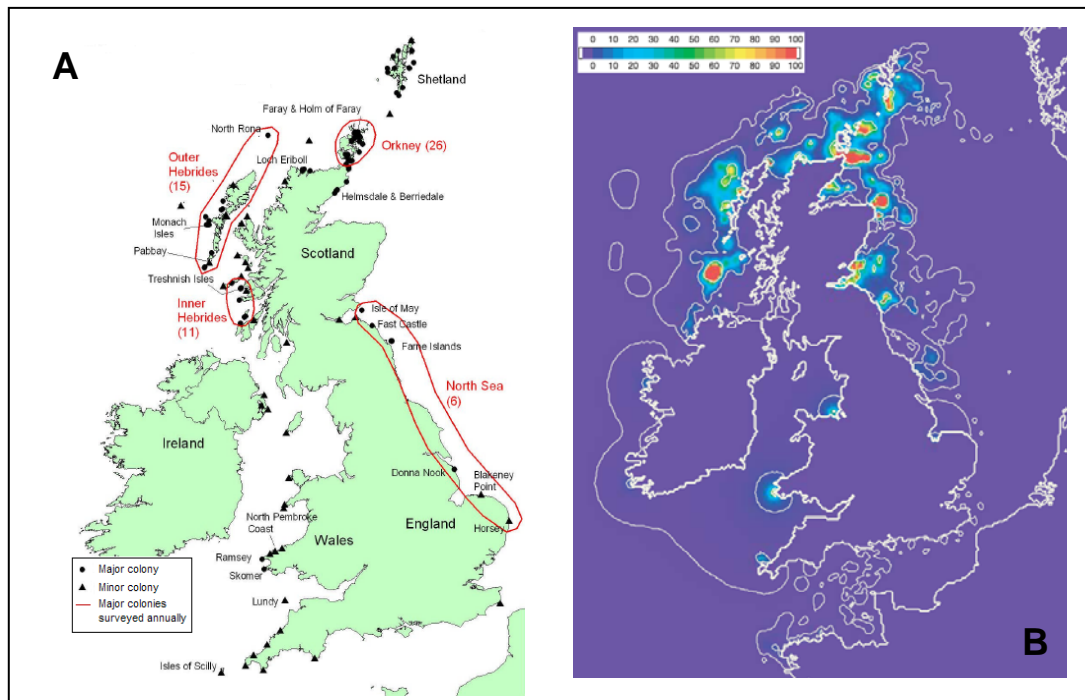 A
Shetland
Faray & Holm of Faray
North Rona
Orkney (26)
Outer
Hebrides
(15)
Loch Eriboll
Helmsdale & Berriedale
Monach
Isles
Pabbay
Scotland
Treshnish Isles
Inner
Hebrides
(11)
Isle of May
Fast Castle
Farne Islands
North Sea
(6)
Ireland
Donna Nook
Blakeney
Point
England
Horsey
North Pembroke
Coast
Wales
Ramsey
Skomer
Major colony
Minor colony
Major colonies
surveyed annually
Lundy
Isles of Scilly
0 10 20 30 40 50 60 70 80 90 100
0 10 20 30 40 50 60 70 80 90 100
B